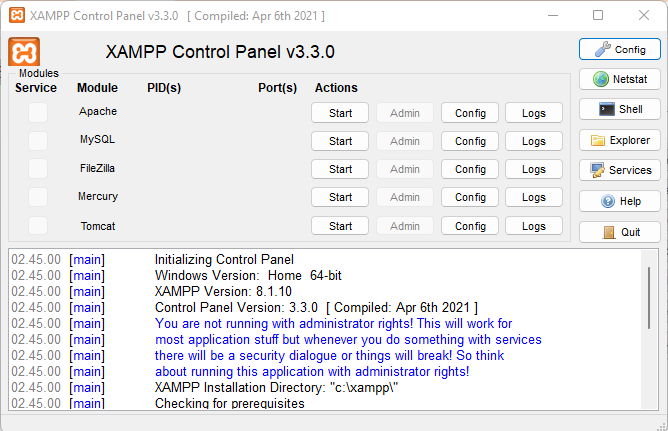 XAMPP Control Panel v3.3.0 [ Compiled: Apr 6th 2021 ]
XAMPP Control Panel v3.3.0
Config
Modules
Service Module PID(s) Port(s) Actions
Netstat
Apache Start Admin Config Logs
Shell
MySQL Start Admin Config Logs
Explorer
FileZilla Start Admin Config Logs
Services
Mercury Start Admin Config Logs
Help
Tomcat Start Admin Config Logs
Quit
02.45.00 [main] Initializing Control Panel
02.45.00 [main] Windows Version: Home 64-bit
02.45.00 [main] XAMPP Version: 8.1.10
02.45.00 [main] Control Panel Version: 3.3.0 [ Compiled: Apr 6th 2021 ]
02.45.00 [main] You are not running with administrator rights! This will work for
02.45.00 [main] most application stuff but whenever you do something with services
02.45.00 [main] there will be a security dialogue or things will break! So think
02.45.00 [main] about running this application with administrator rights!
02.45.00 [main] XAMPP Installation Directory: "c:\xampp\"
02.45.00 [main] Checking for prerequisites